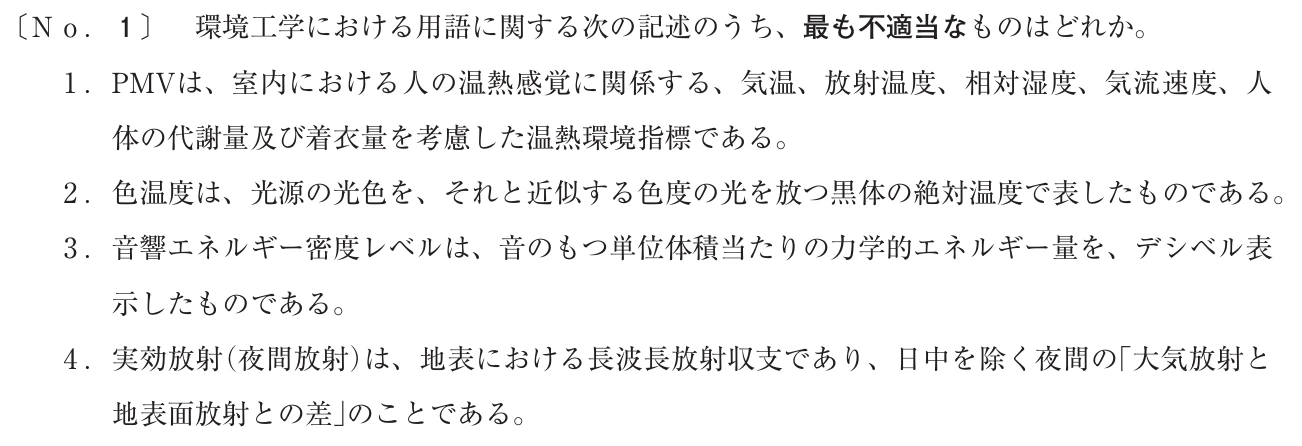 〔Ｎｏ． 1〕　環境工学における用語に関する次の記述のうち、最も不適当なものはどれか。
1． PMVは、室内における人の温熱感覚に関係する、気温、放射温度、相対湿度、気流速度、人
体の代謝量及び着衣量を考慮した温熱環境指標である。
2． 色温度は、光源の光色を、それと近似する色度の光を放つ黒体の絶対温度で表したものである。
3． 音響エネルギー密度レベルは、音のもつ単位体積当たりの力学的エネルギー量を、デシベル表
示したものである。
4． 実効放射(夜間放射)は、地表における長波長放射収支であり、日中を除く夜間の「大気放射と
地表面放射との差」のことである。